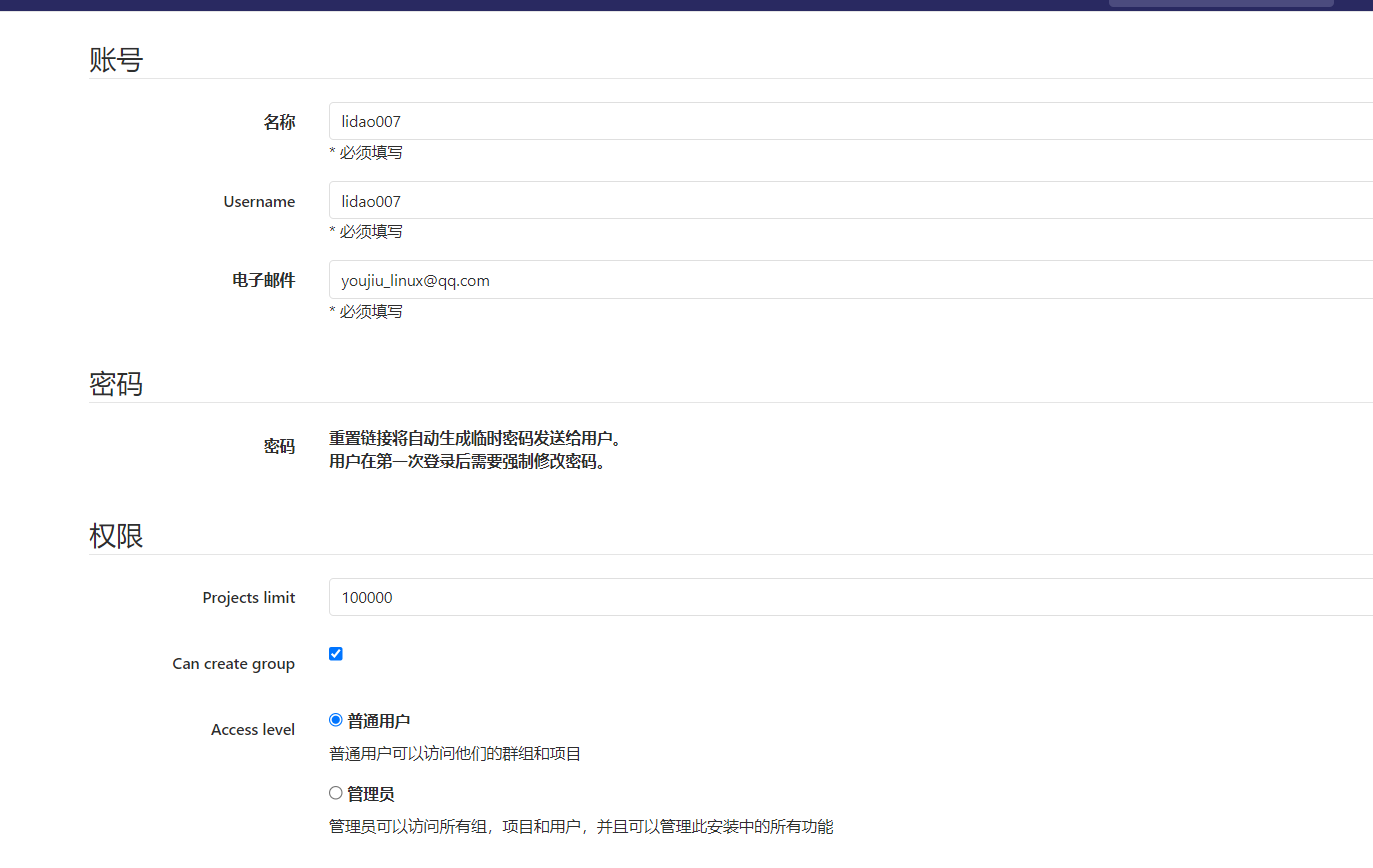 账号
名称
lidao007
* 必须填写
Username
lidao007
* 必须填写
电子邮件
youjiu_linux@qq.com
* 必须填写
密码
密码
重置链接将自动生成临时密码发送给用户。
用户在第一次登录后需要强制修改密码。
权限
Projects limit
100000
Can create group
Access level
普通用户
普通用户可以访问他们的群组和项目
管理员
管理员可以访问所有组，项目和用户，并且可以管理此安装中的所有功能